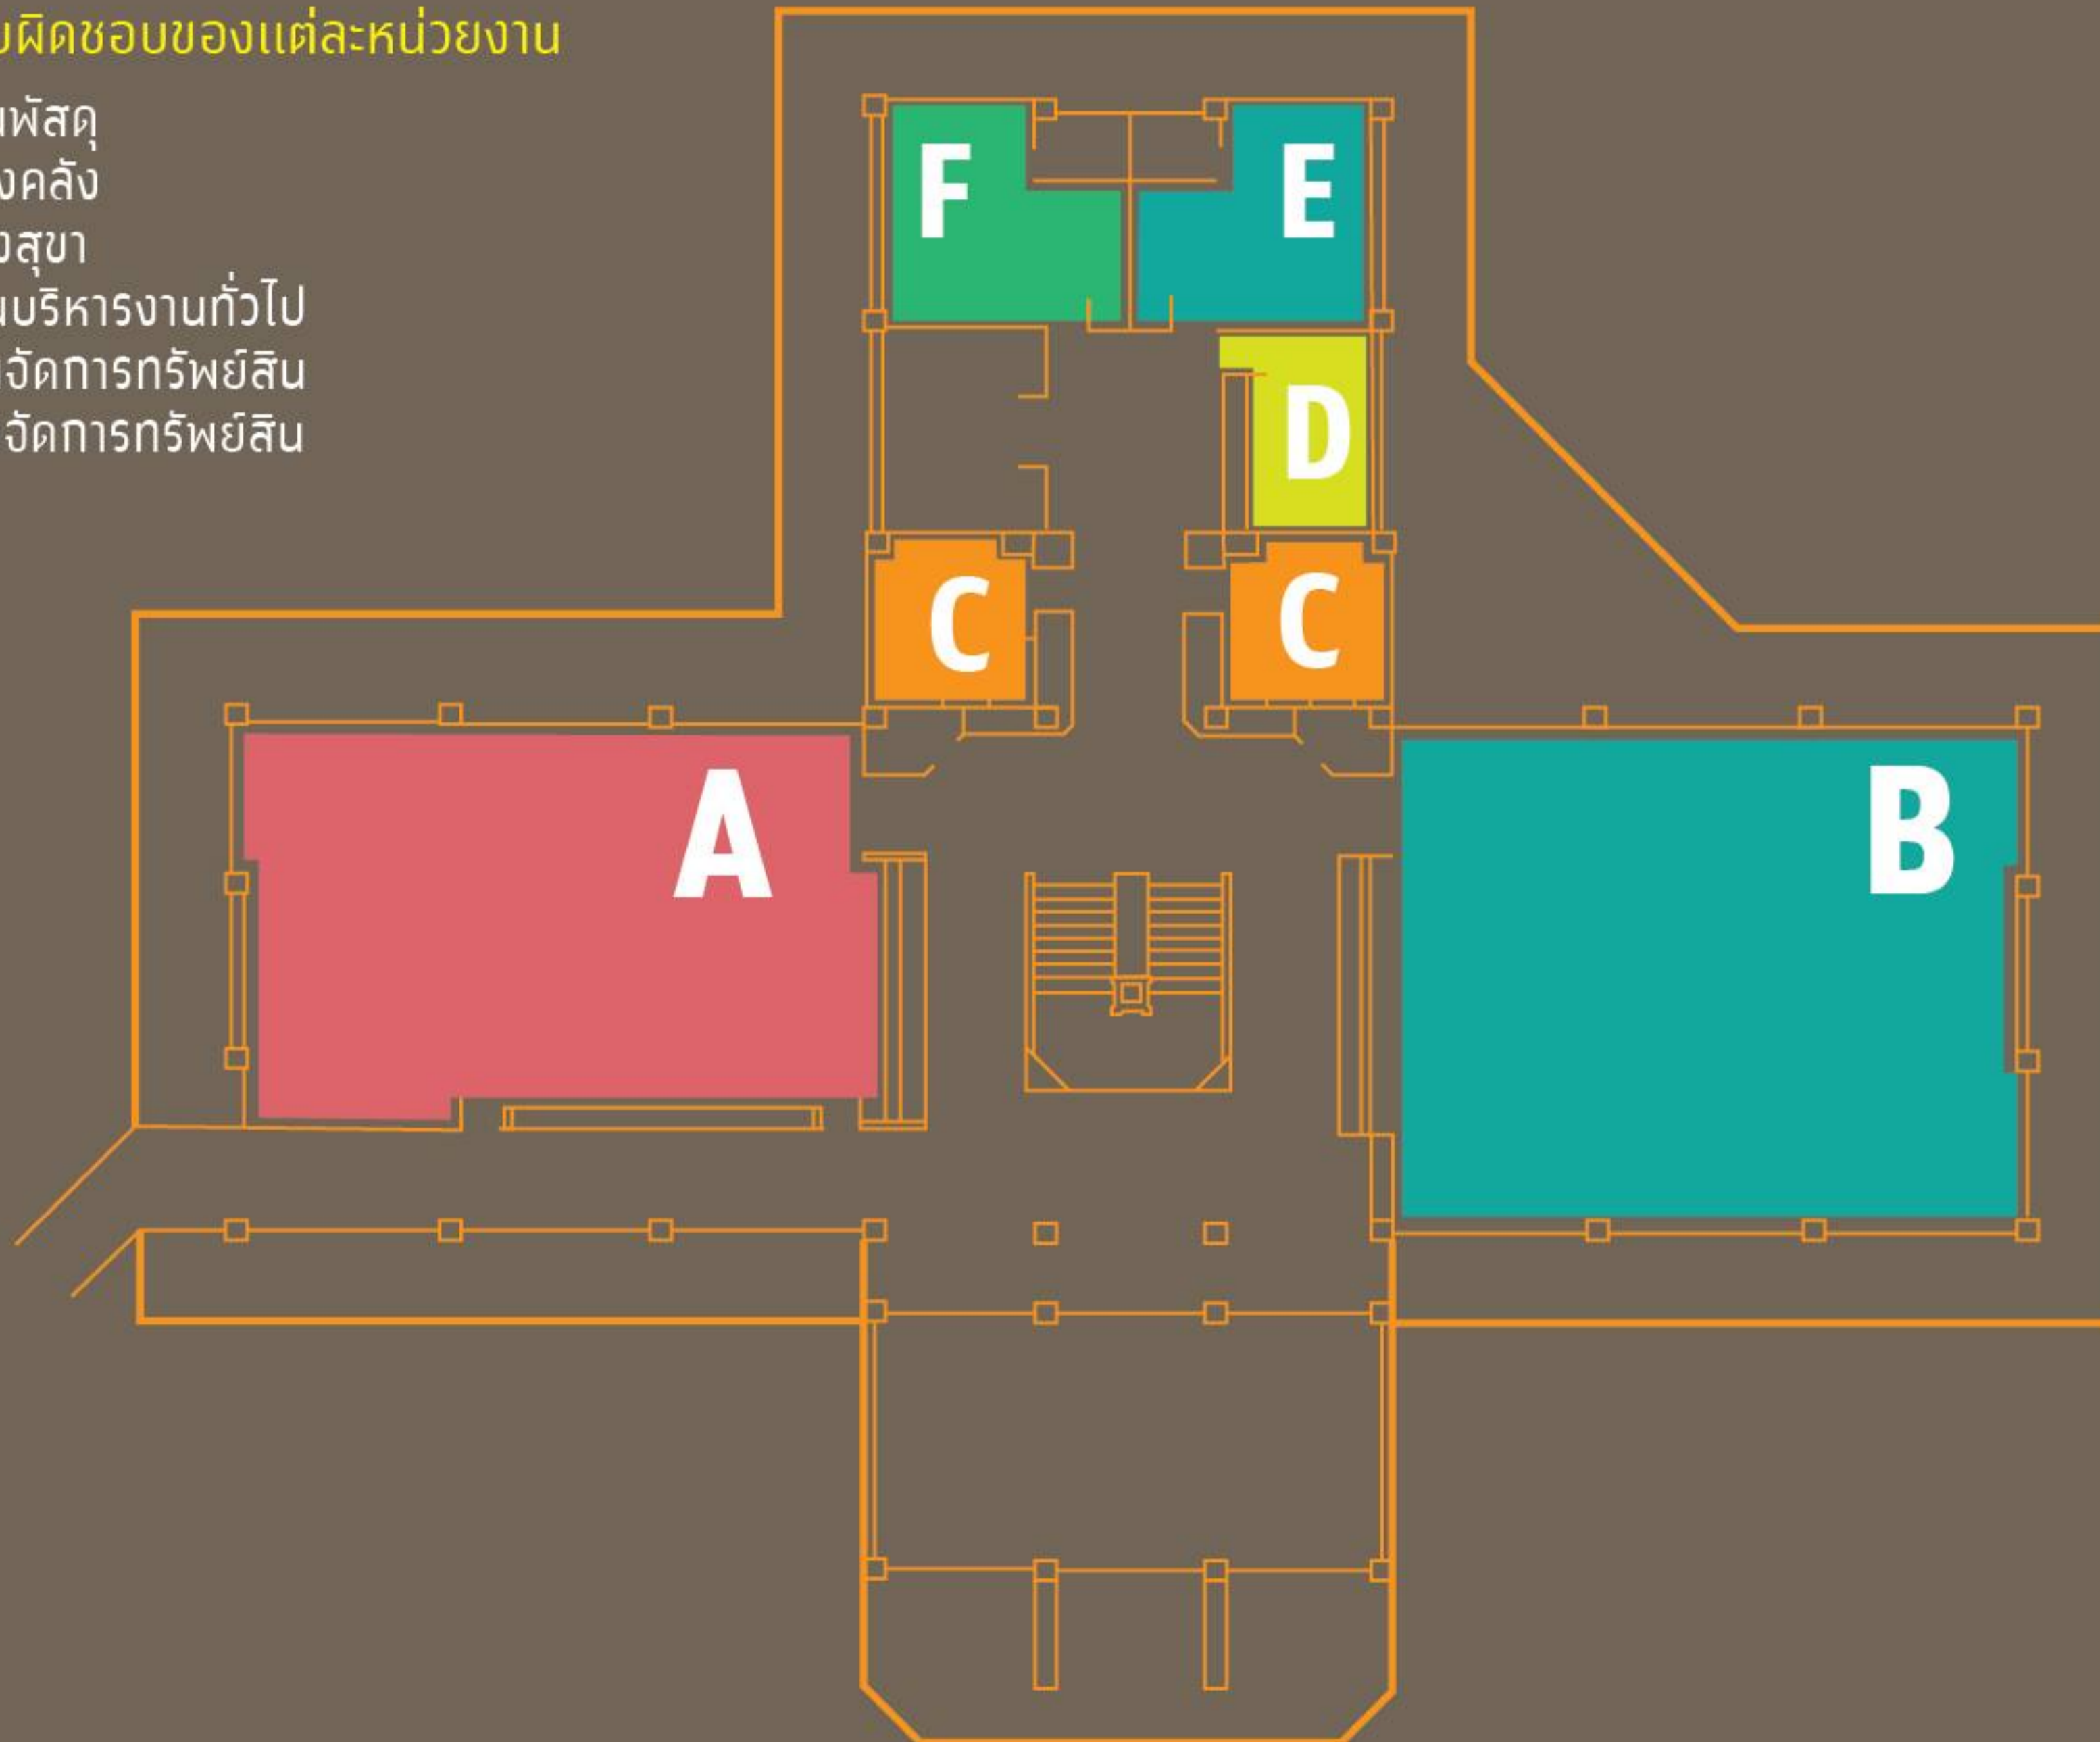 ผิดชอบของแต่ละหน่วยงาน
พัสดุ
คลัง
สุขา
บริหารงานทั่วไป
จัดการทรัพย์สิน
จัดการทรัพย์สิน
F
E
D
C
C
A
B